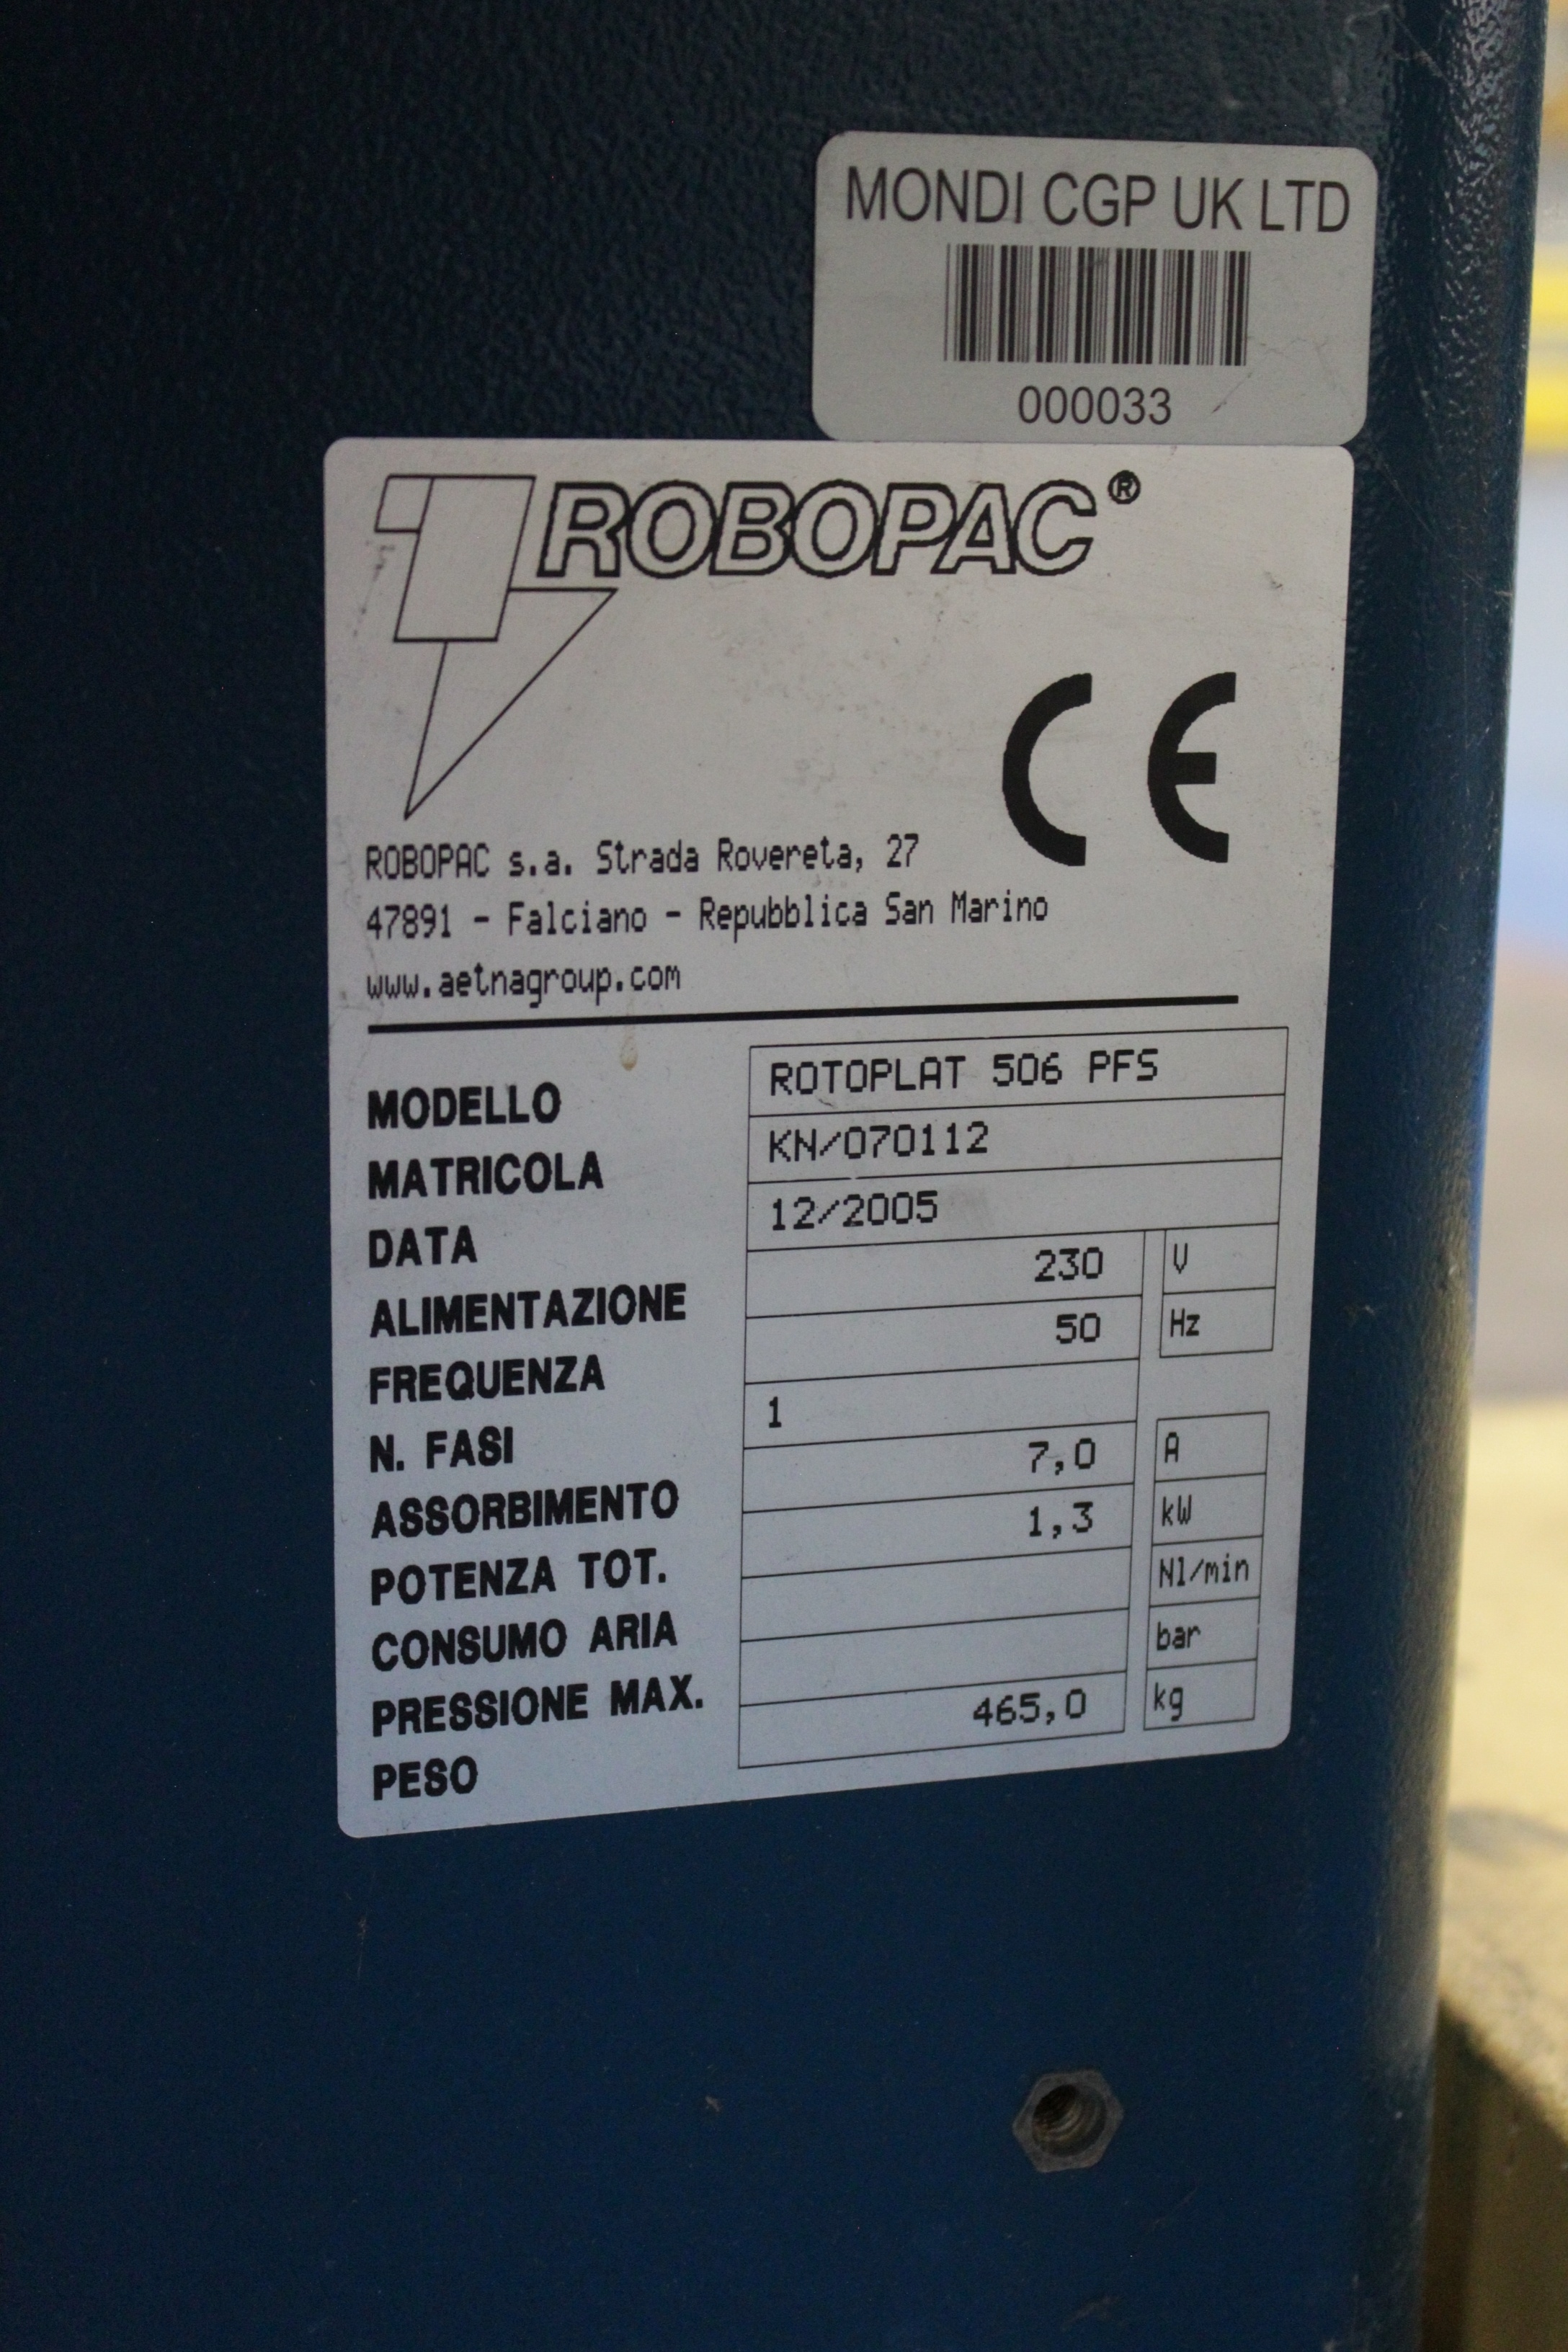 MONDI CGP UK LTD
000033
ROBOPAC®
CE
ROBOPAC s.a. Strada Rovereta, 27
47891 - Falciano - Repubblica San Marino
www.aetnagroup.com
MODELLO ROTOPLAT 506 PFS
MATRICOLA KN/070112
DATA 12/2005
ALIMENTAZIONE 230 V
FREQUENZA 50 Hz
N. FASI 1
ASSORBIMENTO 7,0 A
POTENZA TOT. 1,3 kW
CONSUMO ARIA Nl/min
PRESSIONE MAX. bar
PESO 465,0 kg